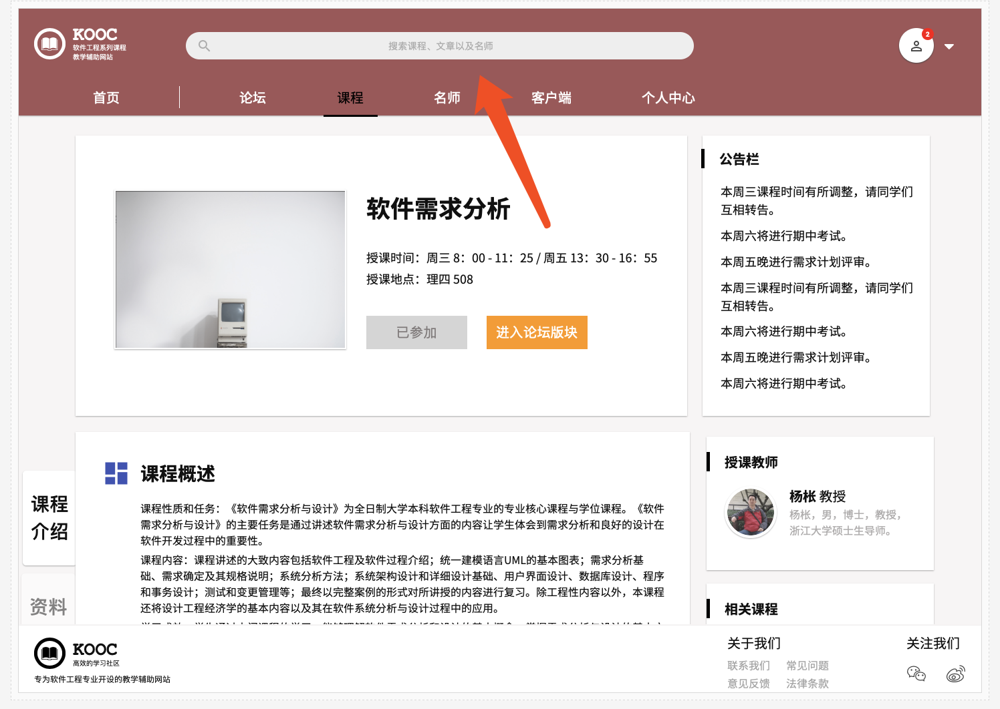 KOOC
软件工程系列课程
教学辅助网站
搜索课程、文章以及名师
2
首页
论坛
课程
名师
客户端
个人中心
软件需求分析
授课时间：周三 8：00 - 11：25 / 周五 13：30 - 16：55
授课地点：理四 508
已参加
进入论坛版块
公告栏
本周三课程时间有所调整，请同学们
互相转告。
本周六将进行期中考试。
本周五晚进行需求计划评审。
本周三课程时间有所调整，请同学们
互相转告。
本周六将进行期中考试。
本周五晚进行需求计划评审。
本周六将进行期中考试。
课程
介绍
资料
课程概述
课程性质和任务：《软件需求分析与设计》为全日制大学本科软件工程专业的专业核心课程与学位课程。《软件
需求分析与设计》的主要任务是通过讲述软件需求分析与设计方面的内容让学生体会到需求分析和良好的设计在
软件开发过程中的重要性。
课程内容：课程讲述的大致内容包括软件工程及软件过程介绍；统一建模语言UML的基本图表；需求分析基
础、需求确定及其规格说明；系统分析方法；系统架构设计和详细设计基础、用户界面设计、数据库设计、程序
和事务设计；测试和变更管理等；最终以完整案例的形式对所讲授的内容进行复习。除工程性内容以外，本课程
还将设计工程经济学的基本内容以及其在软件系统分析与设计过程中的应用。
授课教师
杨枨 教授
杨枨，男，博士，教授，
浙江大学硕士生导师。
相关课程
KOOC
高效的学习社区
专为软件工程专业开设的教学辅助网站
关于我们
联系我们 常见问题
意见反馈 法律条款
关注我们